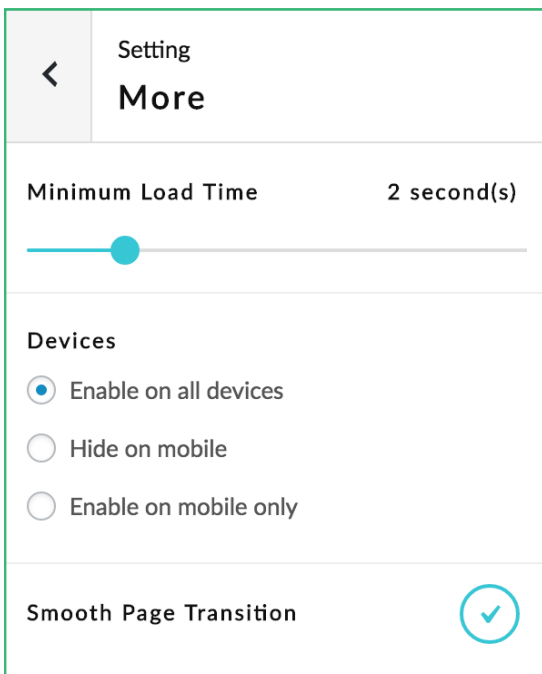 Setting
More
Minimum Load Time 2 second(s)
Devices
Enable on all devices
Hide on mobile
Enable on mobile only
Smooth Page Transition